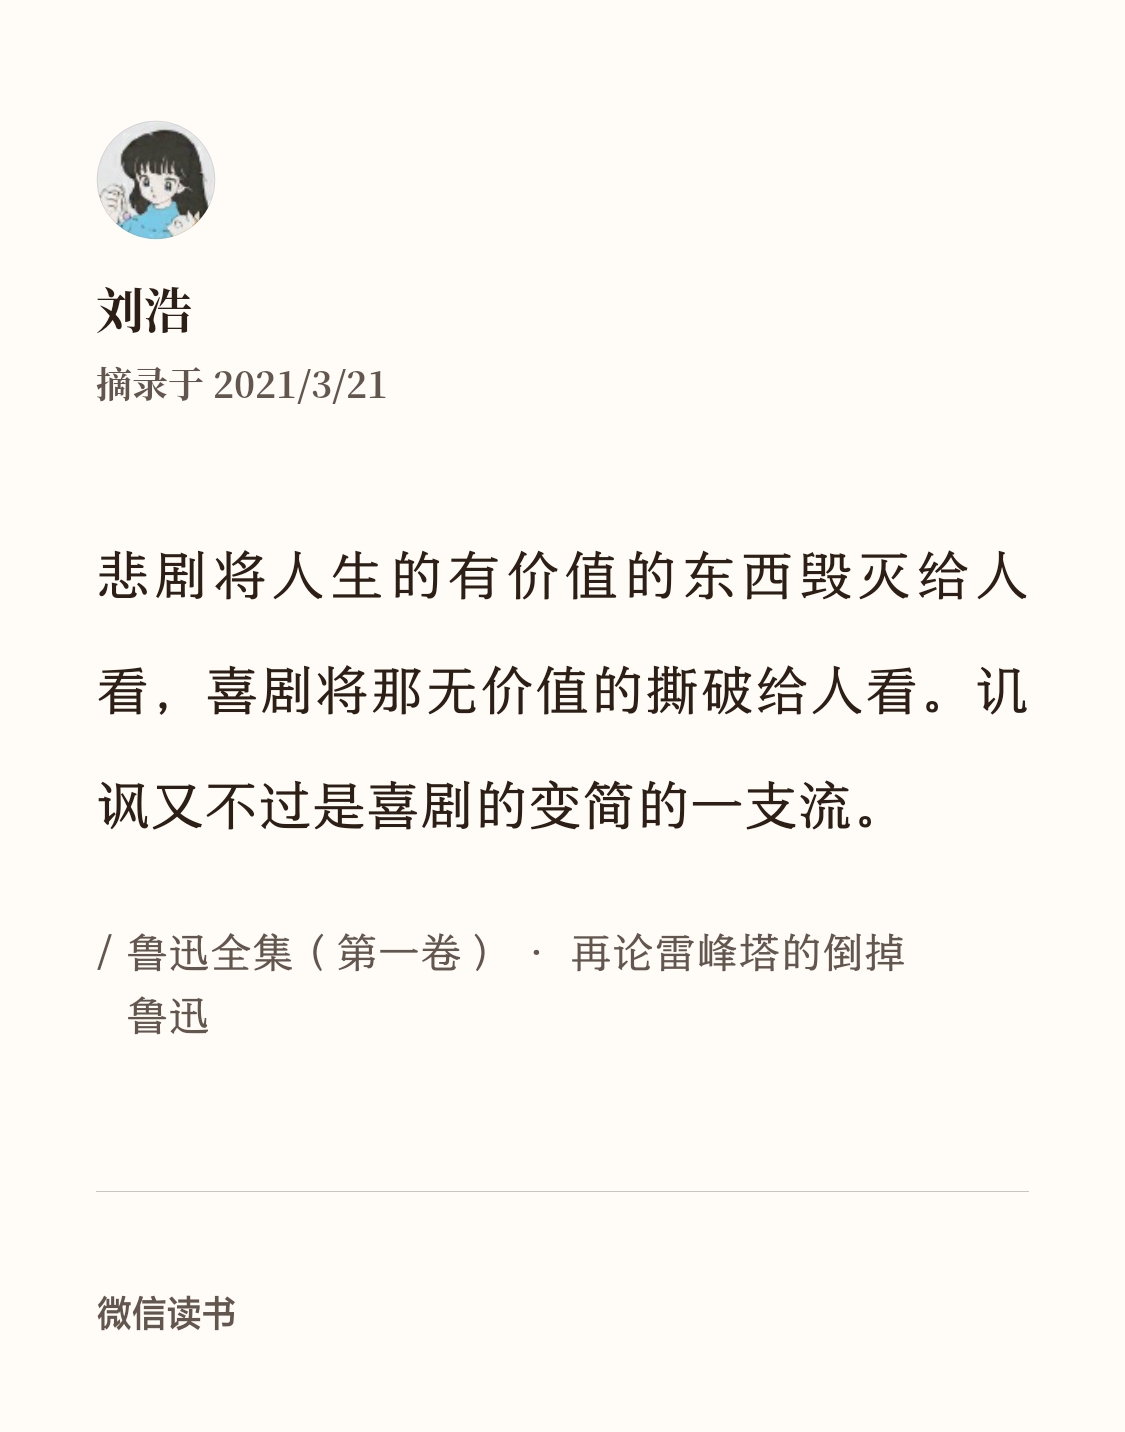 刘浩
摘录于 2021/3/21
悲剧将人生的有价值的东西毁灭给人
看，喜剧将那无价值的撕破给人看。讥
讽又不过是喜剧的变简的一支流。
/ 鲁迅全集（第一卷） · 再论雷峰塔的倒掉
鲁迅
微信读书